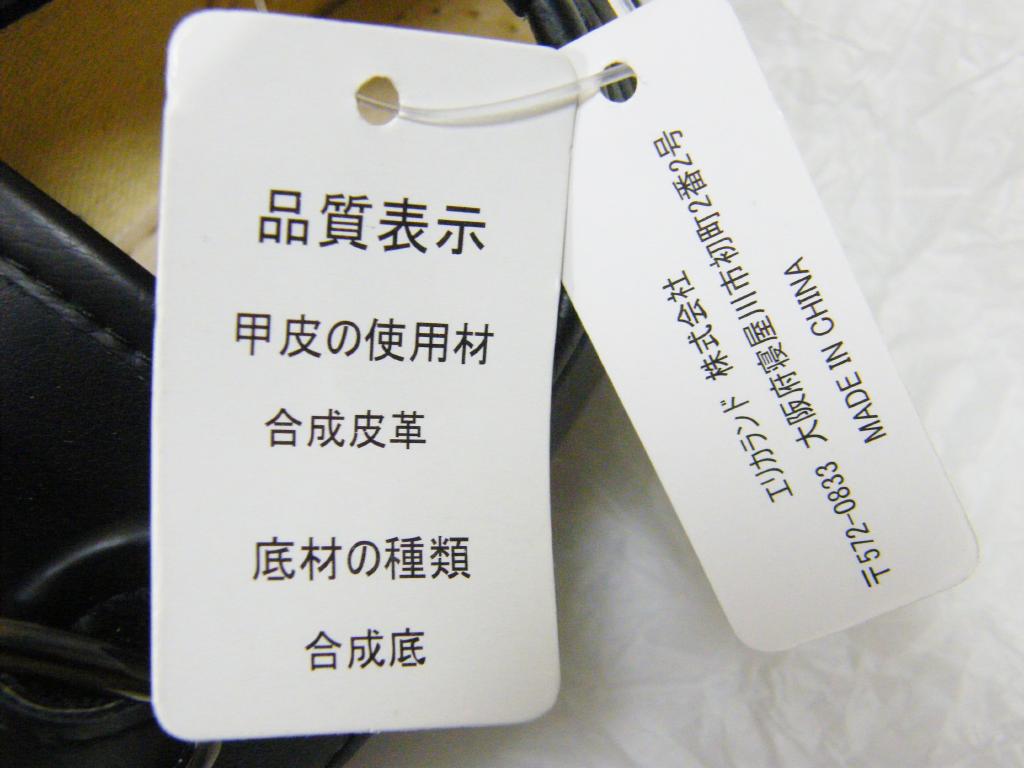 品質表示
甲皮の使用材
合成皮革
底材の種類
合成底
エリカランド 株式会社
〒572-0833 大阪府寝屋川市初町2番2号
MADE IN CHINA